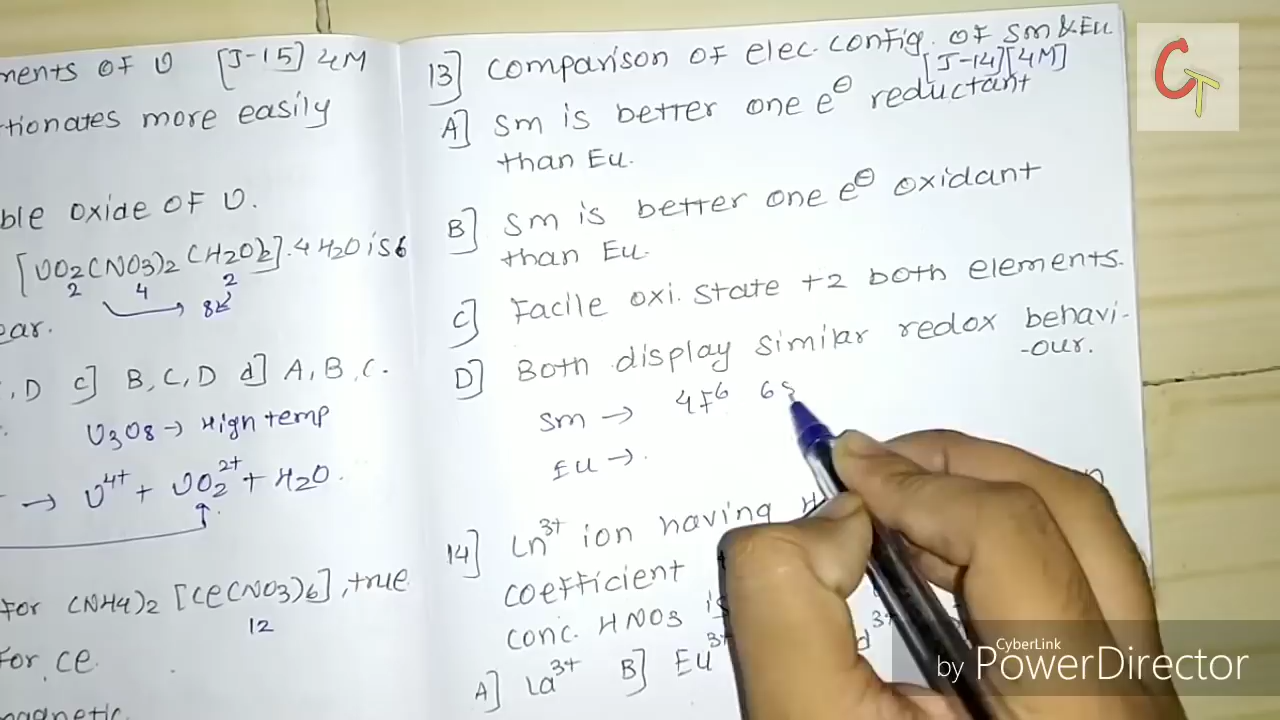 ments of U [J-15] 4M
tionates more easily
ble oxide of U.
[UO2(NO3)2(H2O)2].4H2O is 6
2 4 2
8
ear.
, D c] B, C, D d] A, B, C.
U3O8 → High temp
→ U4+ + UO2 2+ + H2O.
For (NH4)2 [Ce(NO3)6], true
12
For Ce
magnetic.
13] Comparison of elec. config. of Sm & Eu
[J-14][4M]
A] Sm is better one e⊖ reductant
than Eu.
B] Sm is better one e⊖ oxidant
than Eu.
C] Facile oxi. state +2 both elements.
D] Both display similar redox behavi-
-our.
Sm → 4f6 6s
Eu →.
14] Ln3+ ion having
coefficient
conc. HNO3 is
A] La3+ B] Eu3+
CT
CyberLink
by PowerDirector